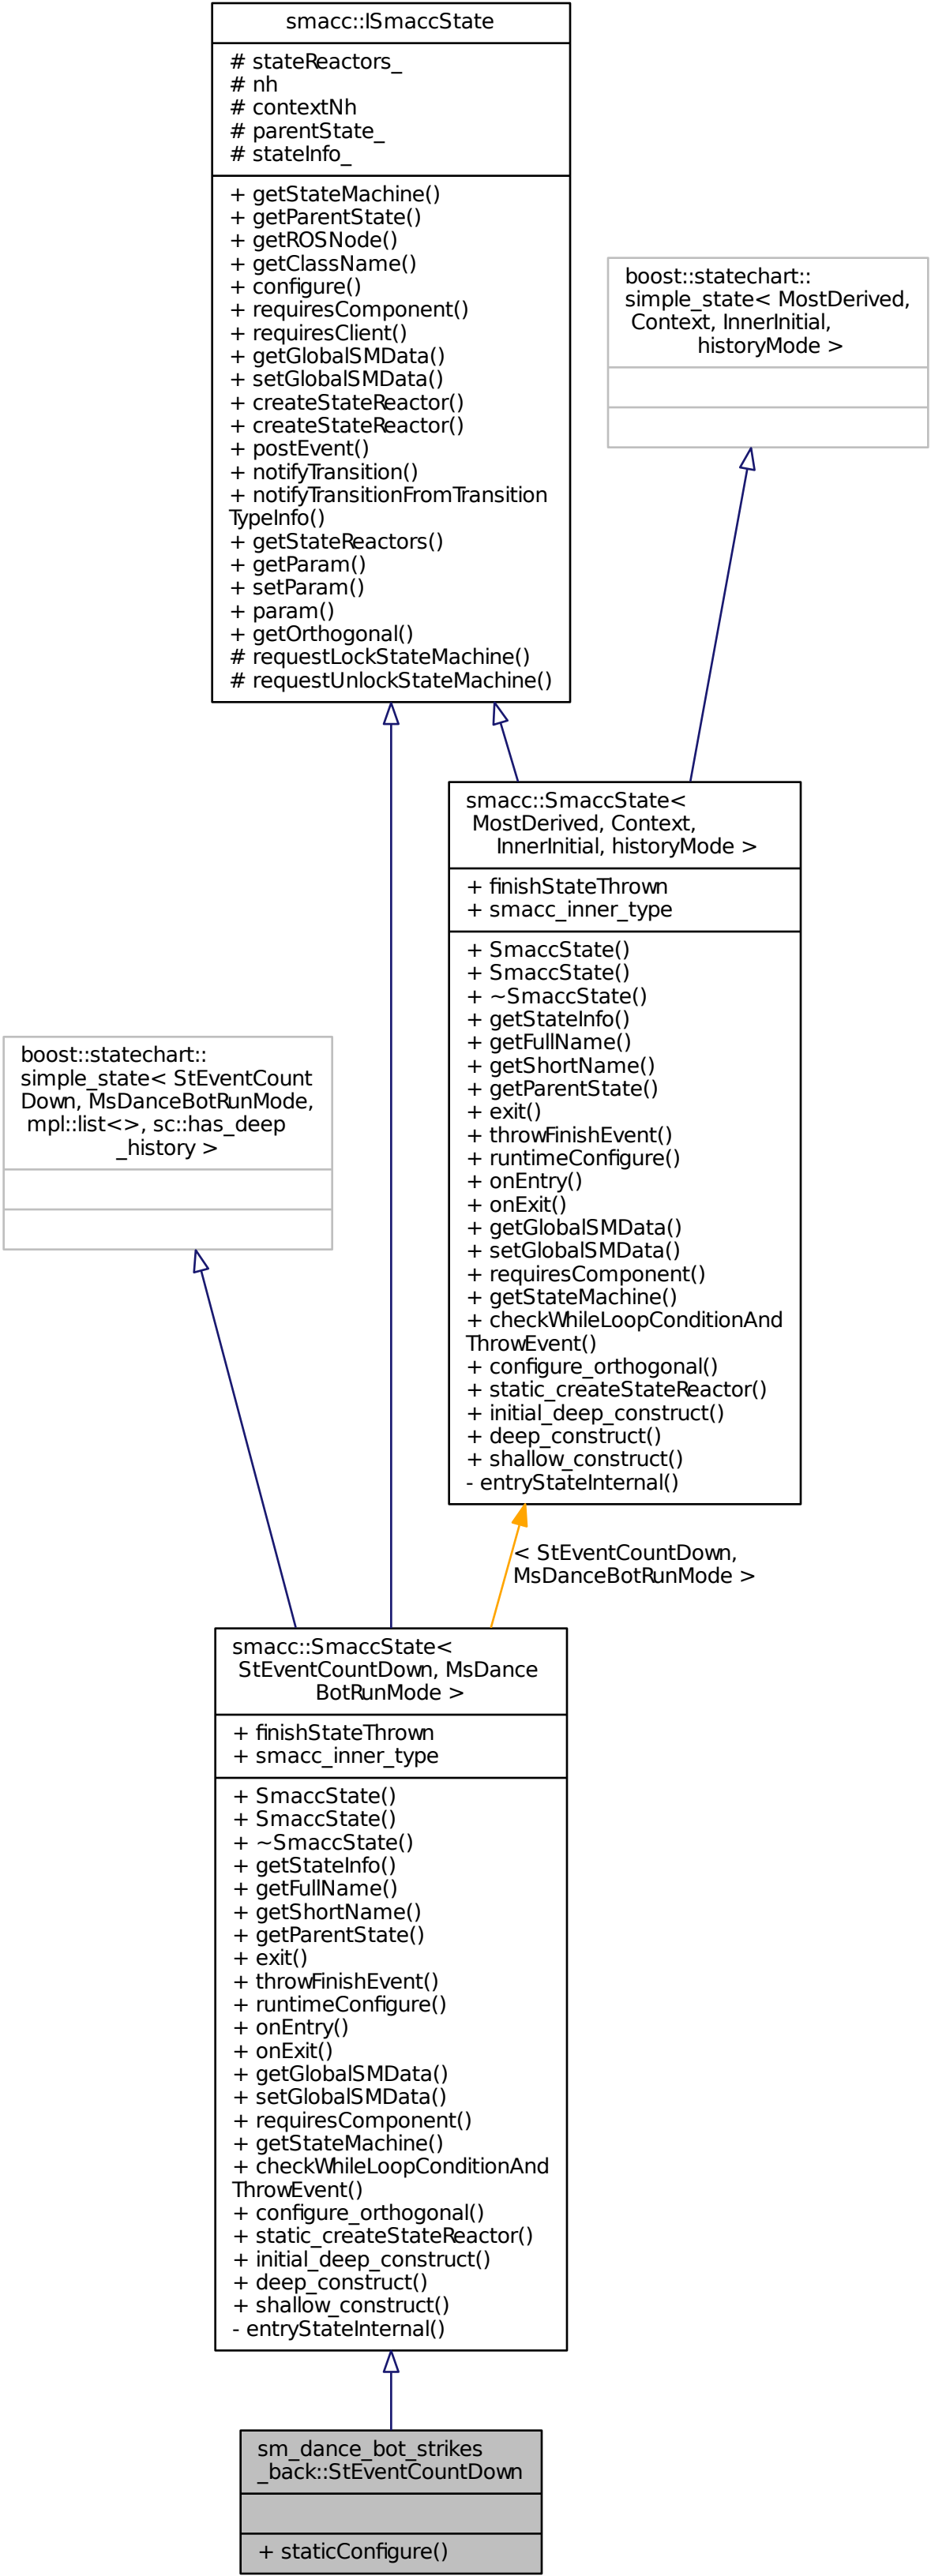 smacc::ISmaccState
# stateReactors_
# nh
# contextNh
# parentState_
# stateInfo_
+ getStateMachine()
+ getParentState()
+ getROSNode()
+ getClassName()
+ configure()
+ requiresComponent()
+ requiresClient()
+ getGlobalSMData()
+ setGlobalSMData()
+ createStateReactor()
+ createStateReactor()
+ postEvent()
+ notifyTransition()
+ notifyTransitionFromTransition
TypeInfo()
+ getStateReactors()
+ getParam()
+ setParam()
+ param()
+ getOrthogonal()
# requestLockStateMachine()
# requestUnlockStateMachine()
boost::statechart::
simple_state< MostDerived,
Context, InnerInitial,
historyMode >
smacc::SmaccState<
MostDerived, Context,
InnerInitial, historyMode >
+ finishStateThrown
+ smacc_inner_type
+ SmaccState()
+ SmaccState()
+ ~SmaccState()
+ getStateInfo()
+ getFullName()
+ getShortName()
+ getParentState()
+ exit()
+ throwFinishEvent()
+ runtimeConfigure()
+ onEntry()
+ onExit()
+ getGlobalSMData()
+ setGlobalSMData()
+ requiresComponent()
+ getStateMachine()
+ checkWhileLoopConditionAnd
ThrowEvent()
+ configure_orthogonal()
+ static_createStateReactor()
+ initial_deep_construct()
+ deep_construct()
+ shallow_construct()
- entryStateInternal()
boost::statechart::
simple_state< StEventCount
Down, MsDanceBotRunMode,
mpl::list<>, sc::has_deep
_history >
< StEventCountDown,
MsDanceBotRunMode >
smacc::SmaccState<
StEventCountDown, MsDance
BotRunMode >
+ finishStateThrown
+ smacc_inner_type
+ SmaccState()
+ SmaccState()
+ ~SmaccState()
+ getStateInfo()
+ getFullName()
+ getShortName()
+ getParentState()
+ exit()
+ throwFinishEvent()
+ runtimeConfigure()
+ onEntry()
+ onExit()
+ getGlobalSMData()
+ setGlobalSMData()
+ requiresComponent()
+ getStateMachine()
+ checkWhileLoopConditionAnd
ThrowEvent()
+ configure_orthogonal()
+ static_createStateReactor()
+ initial_deep_construct()
+ deep_construct()
+ shallow_construct()
- entryStateInternal()
sm_dance_bot_strikes
_back::StEventCountDown
+ staticConfigure()